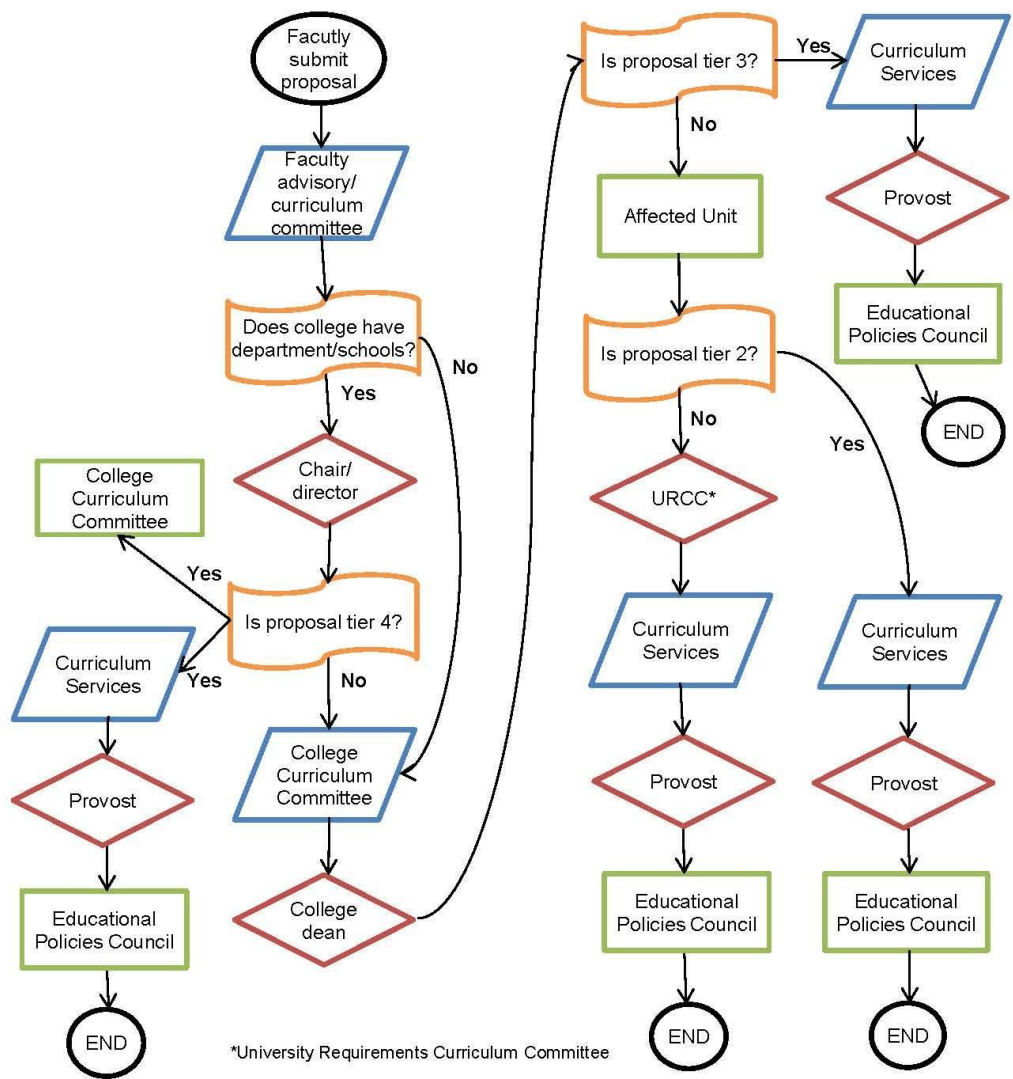 Facutly
submit
proposal
Faculty
advisory/
curriculum
committee
Does college have
department/schools?
No
Yes
Chair/
director
College
Curriculum
Committee
Yes
Is proposal tier 4?
Yes
Curriculum
Services
No
Provost
College
Curriculum
Committee
Educational
Policies Council
College
dean
END
Is proposal tier 3?
Yes
Curriculum
Services
No
Provost
Affected Unit
Educational
Policies Council
END
Is proposal tier 2?
No
Yes
URCC*
Curriculum
Services
Provost
Educational
Policies Council
END
Curriculum
Services
Provost
Educational
Policies Council
END
*University Requirements Curriculum Committee